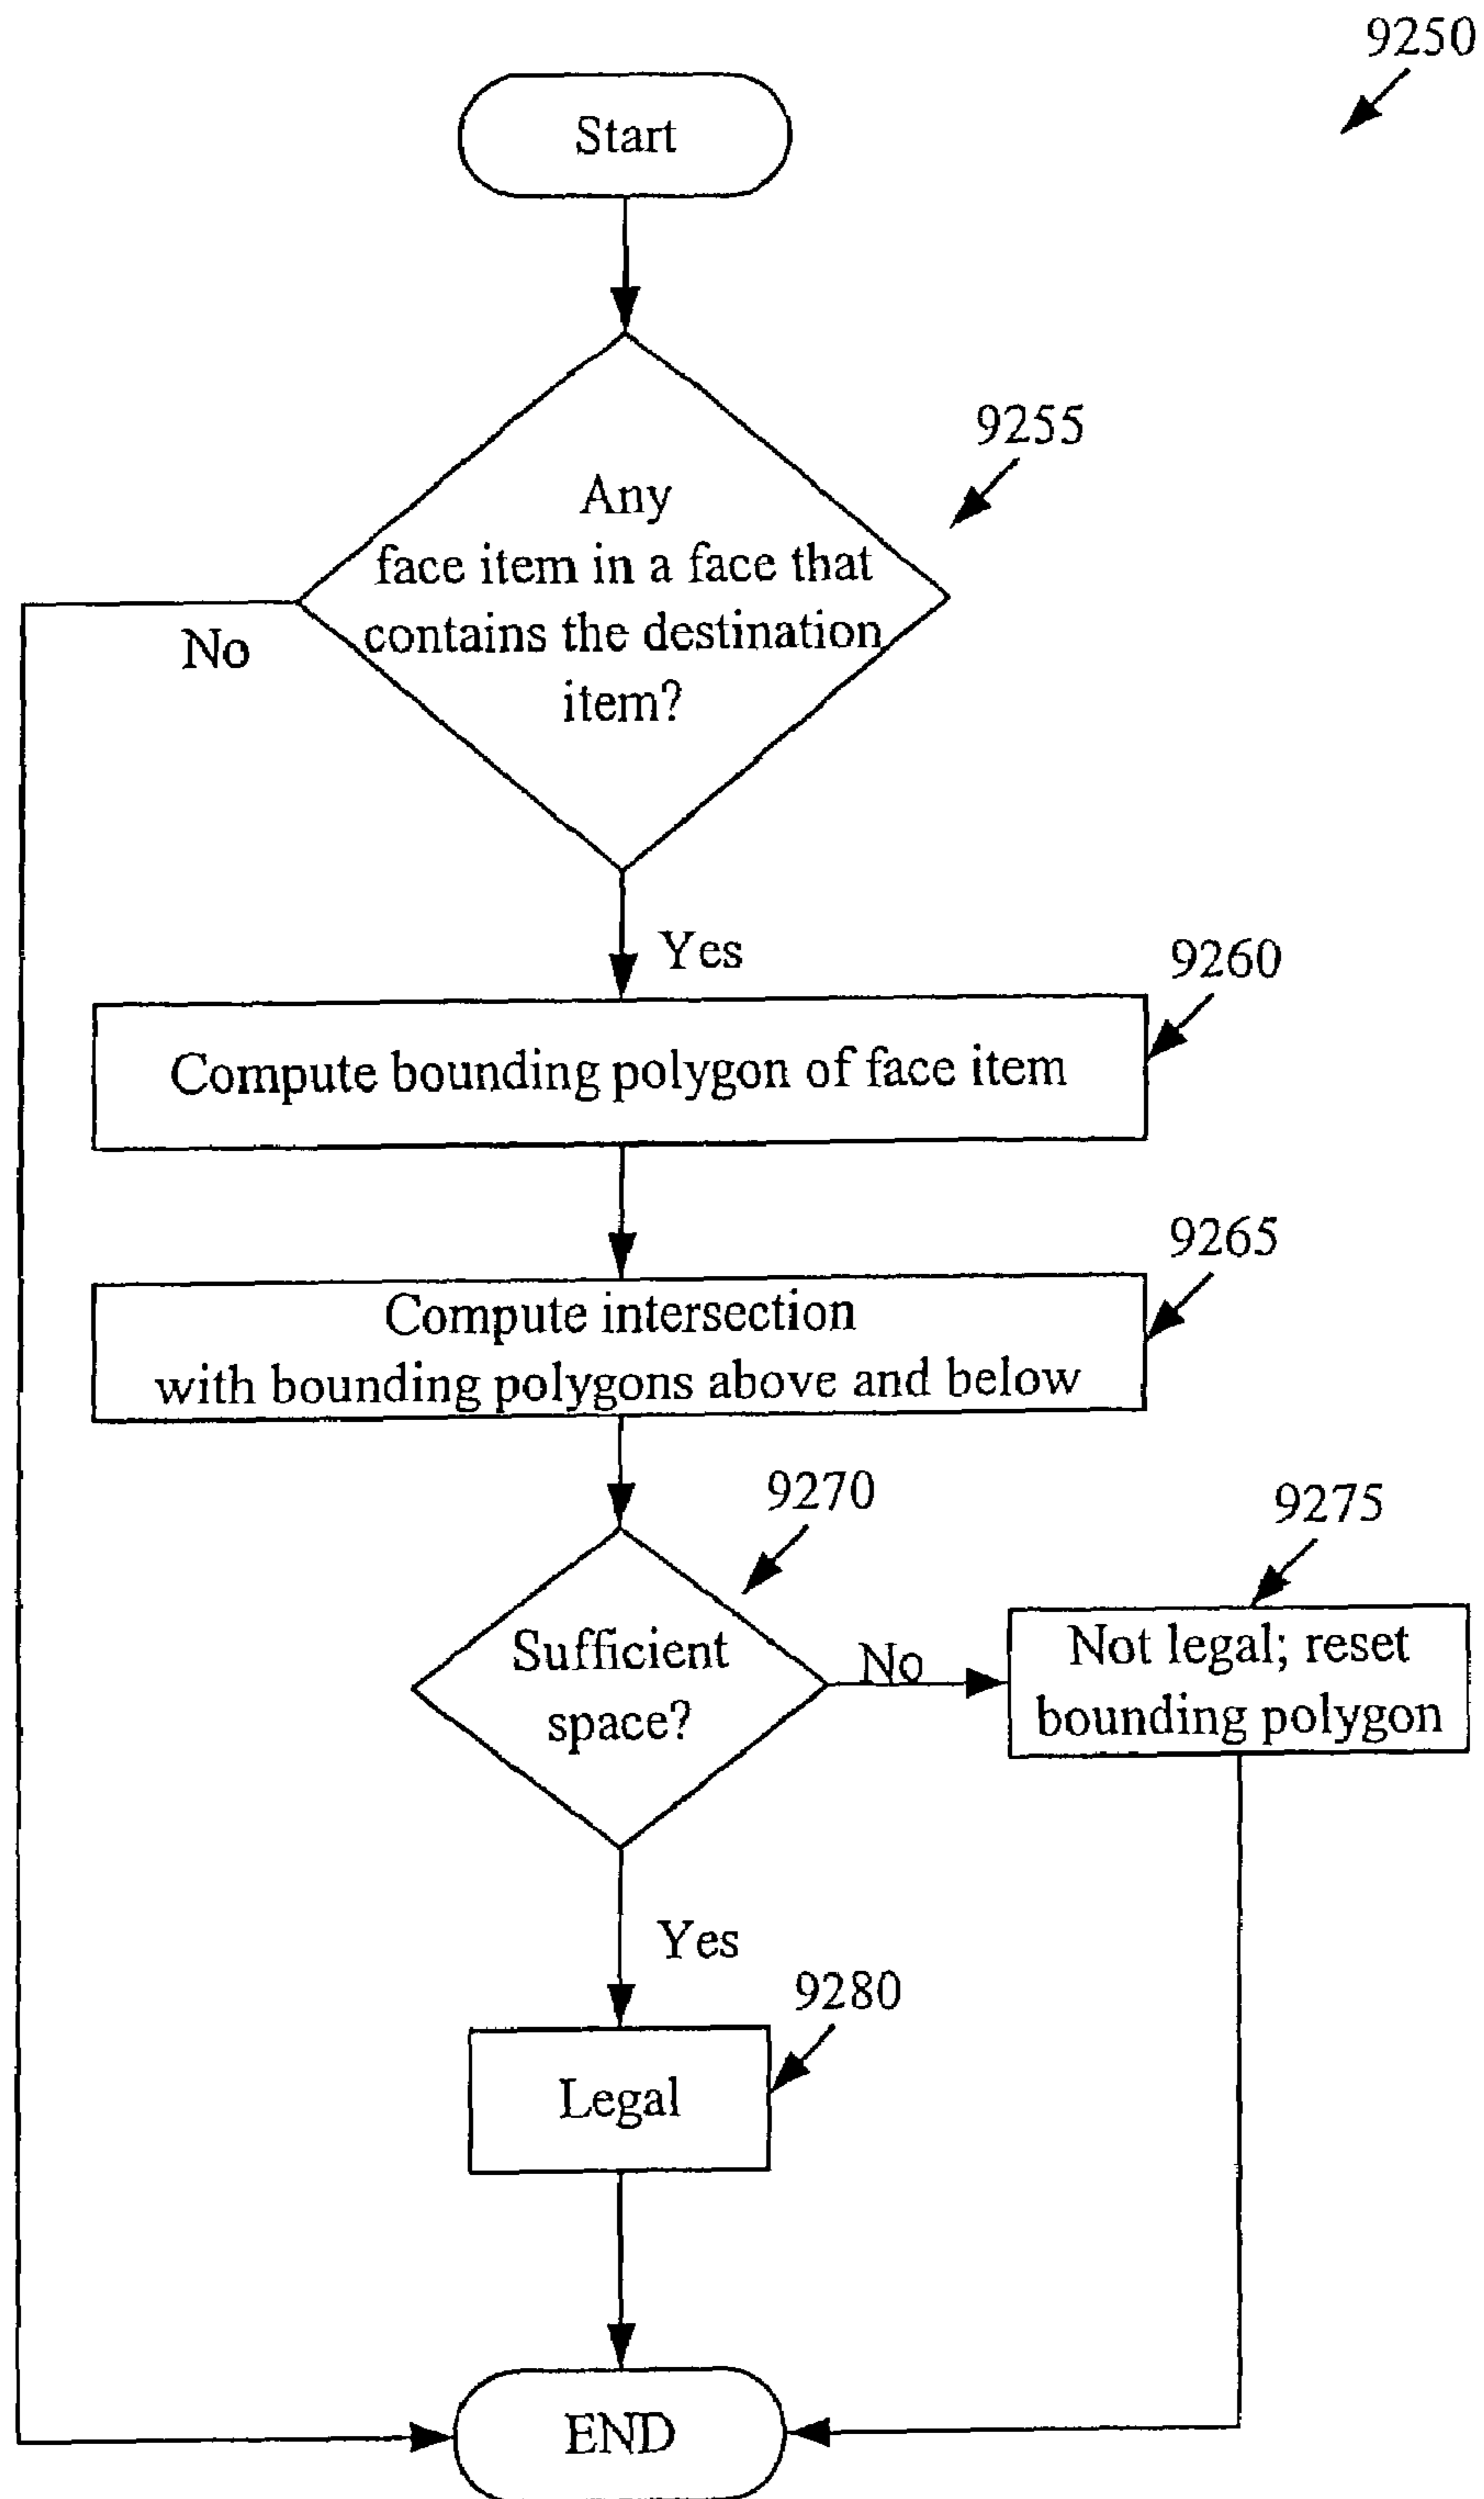 9250
Start
9255
Any
face item in a face that
contains the destination
item?
No
Yes
9260
Compute bounding polygon of face item
9265
Compute intersection
with bounding polygons above and below
9270
9275
Sufficient
space?
No
Not legal; reset
bounding polygon
Yes
9280
Legal
END